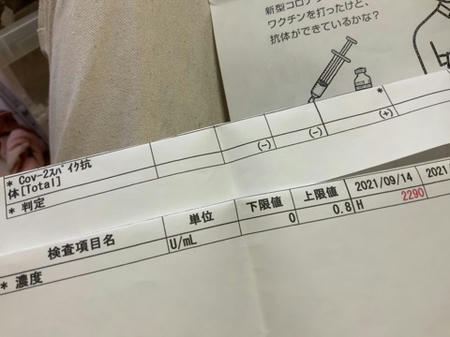 新型コロナ
ワクチンを打ったけど、
抗体ができているかな?
*
* Cov-2スパイク抗
体[Total]
* 判定 (-) (-) (+)
検査項目名 単位 下限値 上限値 2021/09/14 2021
* 濃度 U/mL 0 0.8 H 2290